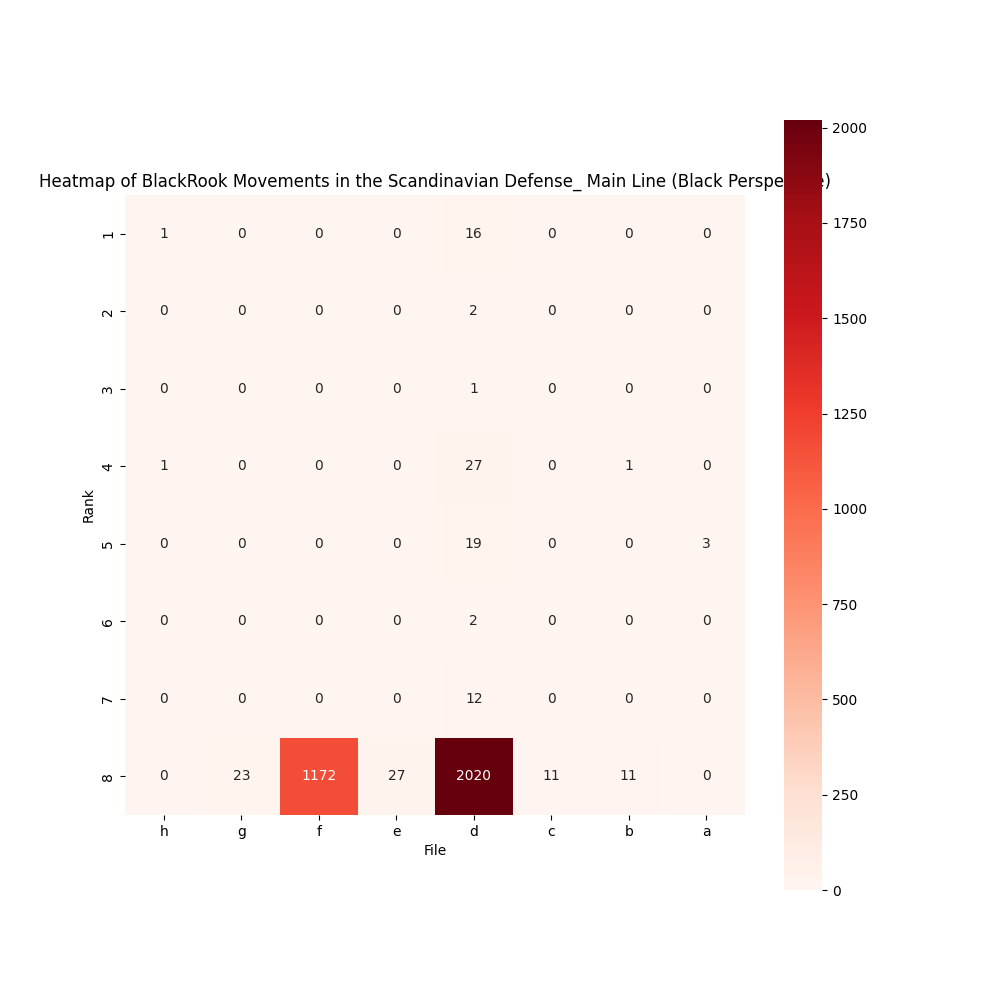 Heatmap of BlackRook Movements in the Scandinavian Defense_ Main Line (Black Perspe e)
2000
1750
1500
1250
1000
750
500
250
0
Rank
1 1 0 0 0 16 0 0 0
2 0 0 0 0 2 0 0 0
3 0 0 0 0 1 0 0 0
4 1 0 0 0 27 0 1 0
5 0 0 0 0 19 0 0 3
6 0 0 0 0 2 0 0 0
7 0 0 0 0 12 0 0 0
8 0 23 1172 27 2020 11 11 0
h g f e d c b a
File